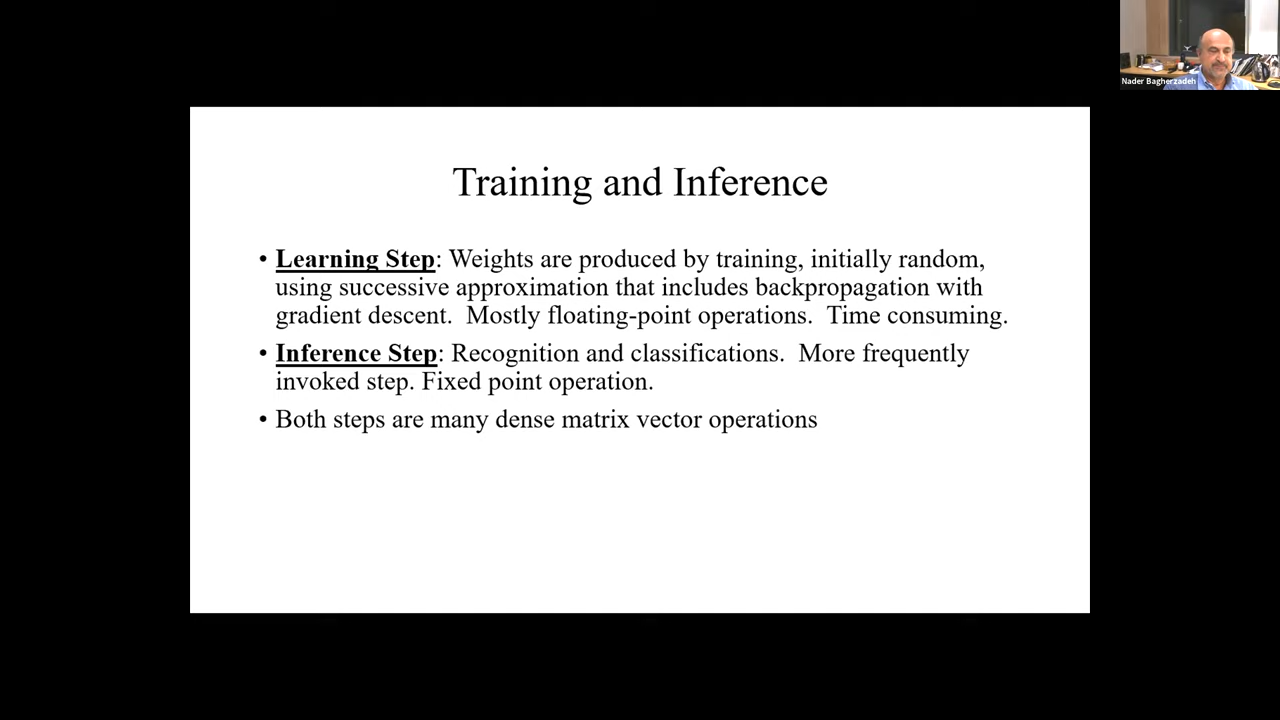 Nader Bagherzadeh
Training and Inference
• Learning Step: Weights are produced by training, initially random,
using successive approximation that includes backpropagation with
gradient descent.  Mostly floating-point operations.  Time consuming.
• Inference Step: Recognition and classifications.  More frequently
invoked step. Fixed point operation.
• Both steps are many dense matrix vector operations